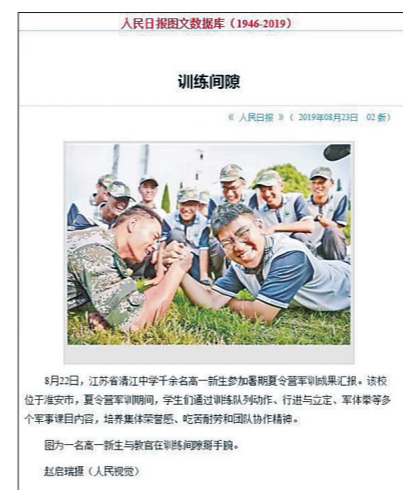 人民日报图文数据库（1946-2019）
训练间隙
《 人民日报 》（ 2019年08月23日 02 版）
8月22日，江苏省清江中学千余名高一新生参加暑期夏令营军训成果汇报。该校
位于淮安市，夏令营军训期间，学生们通过训练队列动作、行进与立定、军体拳等多
个军事课目内容，培养集体荣誉感、吃苦耐劳和团队协作精神。
图为一名高一新生与教官在训练间隙掰手腕。
赵启瑞摄（人民视觉）